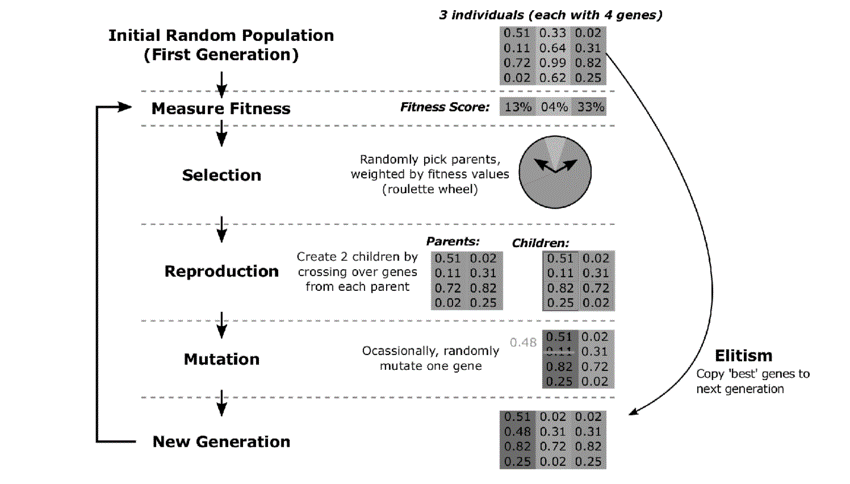 3 individuals (each with 4 genes)
Initial Random Population
(First Generation)
0.51 0.33 0.02
0.11 0.64 0.31
0.72 0.99 0.82
0.02 0.62 0.25
Measure Fitness
Fitness Score: 13% 04% 33%
Selection
Randomly pick parents,
weighted by fitness values
(roulette wheel)
Reproduction
Create 2 children by
crossing over genes
from each parent
Parents:
0.51 0.02
0.11 0.31
0.72 0.82
0.02 0.25
Children:
0.51 0.02
0.11 0.31
0.82 0.72
0.25 0.02
Mutation
Ocassionally, randomly
mutate one gene
0.48
0.51 0.02
0.11 0.31
0.82 0.72
0.25 0.02
Elitism
Copy 'best' genes to
next generation
New Generation
0.51 0.02 0.02
0.48 0.31 0.31
0.82 0.72 0.82
0.25 0.02 0.25